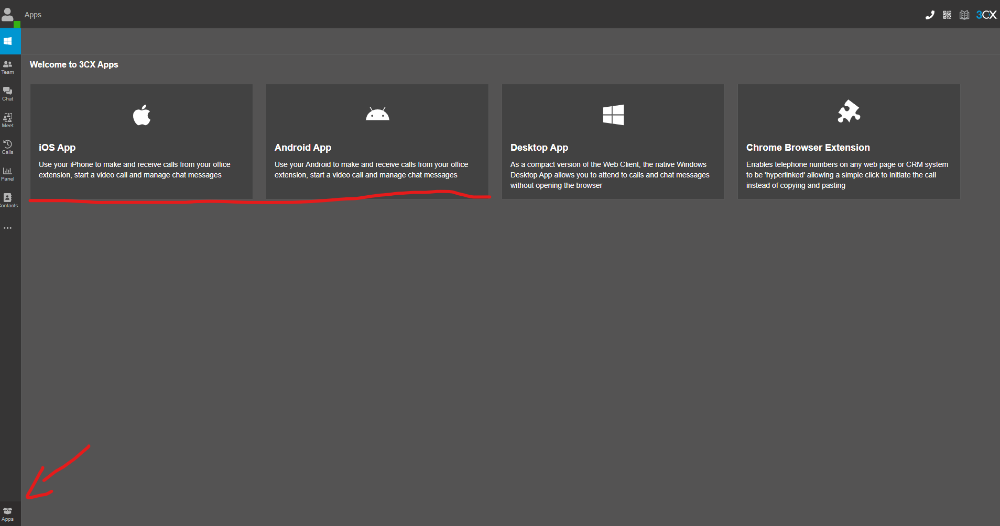 Apps
3CX
Team
Chat
Meet
Calls
Panel
ontacts
Apps
Welcome to 3CX Apps
iOS App
Use your iPhone to make and receive calls from your office
extension, start a video call and manage chat messages
Android App
Use your Android to make and receive calls from your office
extension, start a video call and manage chat messages
Desktop App
As a compact version of the Web Client, the native Windows
Desktop App allows you to attend to calls and chat messages
without opening the browser
Chrome Browser Extension
Enables telephone numbers on any web page or CRM system
to be 'hyperlinked' allowing a simple click to initiate the call
instead of copying and pasting